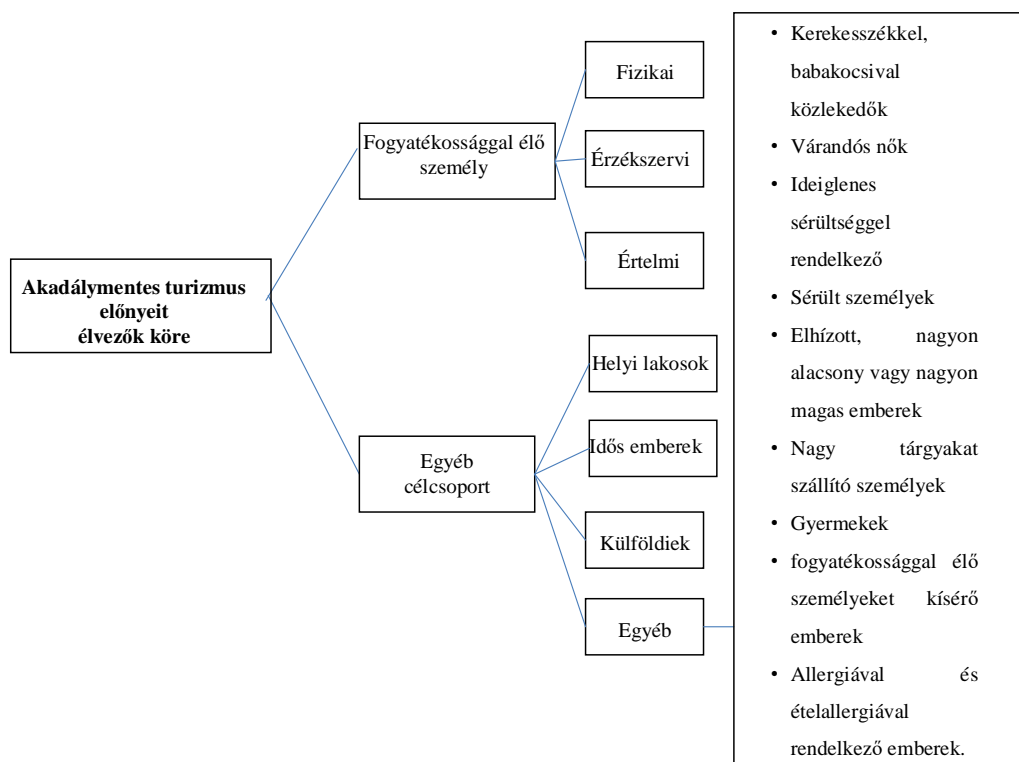 Akadálymentes turizmus
előnyeit
élvezők köre
Fogyatékossággal élő
személy
Fizikai
Érzékszervi
Értelmi
Egyéb
célcsoport
Helyi lakosok
Idős emberek
Külföldiek
Egyéb
• Kerekesszékkel,
babakocsival
közlekedők
• Várandós nők
• Ideiglenes
sérültséggel
rendelkező
• Sérült személyek
• Elhízott, nagyon
alacsony vagy nagyon
magas emberek
• Nagy tárgyakat
szállító személyek
• Gyermekek
• fogyatékossággal élő
személyeket kísérő
emberek
• Allergiával és
ételallergiával
rendelkező emberek.